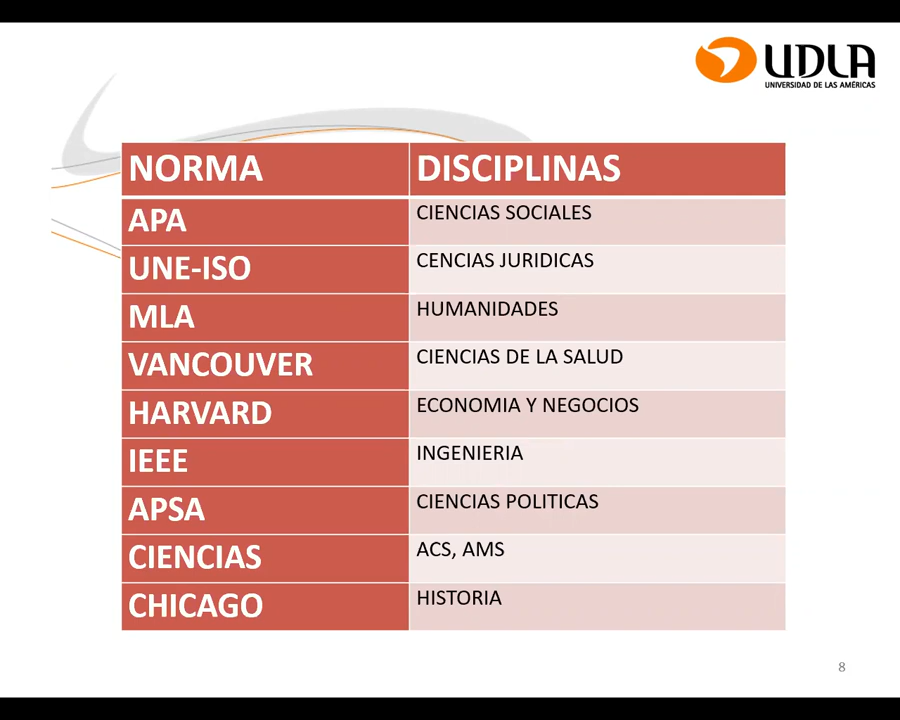 UDLA
UNIVERSIDAD DE LAS AMÉRICAS
NORMA DISCIPLINAS
APA CIENCIAS SOCIALES
UNE-ISO CENCIAS JURIDICAS
MLA HUMANIDADES
VANCOUVER CIENCIAS DE LA SALUD
HARVARD ECONOMIA Y NEGOCIOS
IEEE INGENIERIA
APSA CIENCIAS POLITICAS
CIENCIAS ACS, AMS
CHICAGO HISTORIA
8